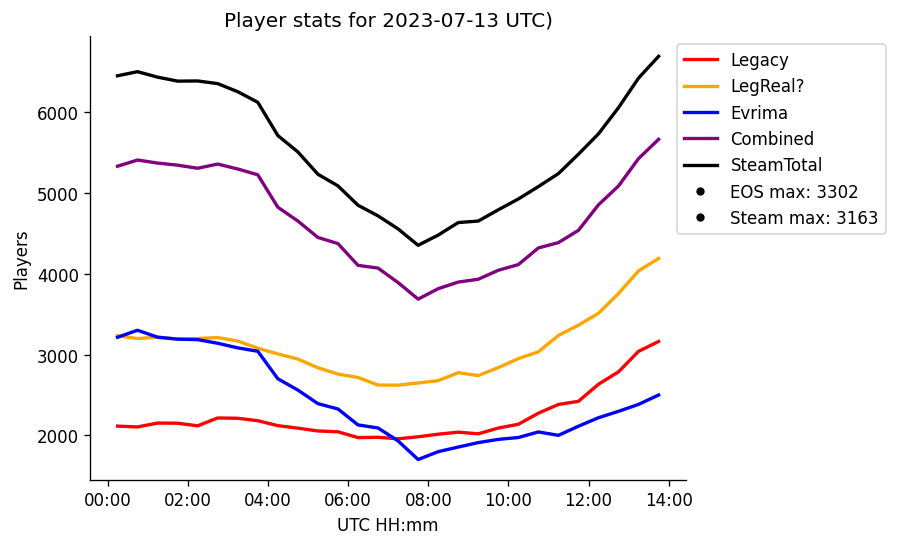 Player stats for 2023-07-13 UTC)
Legacy
LegReal?
Evrima
Combined
SteamTotal
EOS max: 3302
Steam max: 3163
Players
6000
5000
4000
3000
2000
00:00 02:00 04:00 06:00 08:00 10:00 12:00 14:00
UTC HH:mm